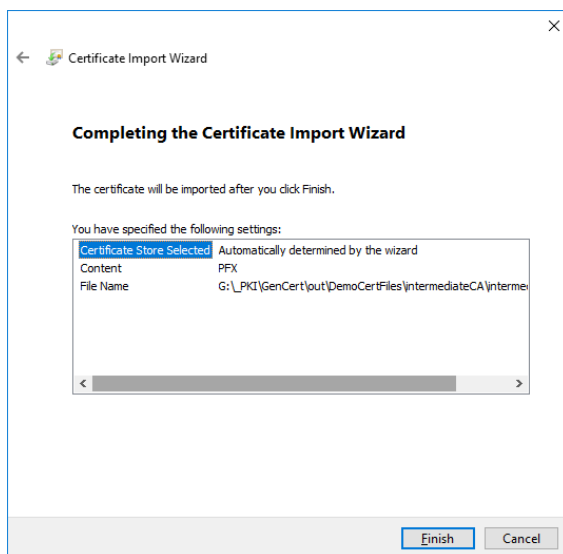 Certificate Import Wizard
Completing the Certificate Import Wizard
The certificate will be imported after you click Finish.
You have specified the following settings:
Certificate Store Selected Automatically determined by the wizard
Content PFX
File Name G:\_PKI\GenCert\out\DemoCertFiles\intermediateCA\interme
Finish Cancel